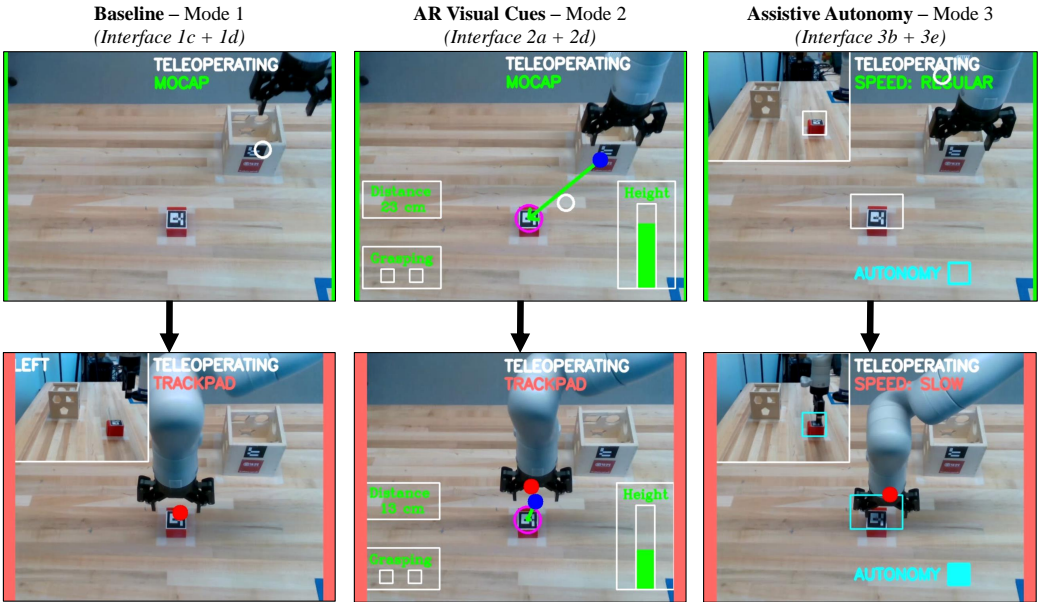 Baseline – Mode 1
(Interface 1c + 1d)
AR Visual Cues – Mode 2
(Interface 2a + 2d)
Assistive Autonomy – Mode 3
(Interface 3b + 3e)
TELEOPERATING
MOCAP
TELEOPERATING
MOCAP
Distance
23 cm
Grasping
Height
TELEOPERATING
SPEED: REGULAR
AUTONOMY
LEFT
TELEOPERATING
TRACKPAD
TELEOPERATING
TRACKPAD
Distance
Grasping
Height
TELEOPERATING
SPEED: SLOW
AUTONOMY